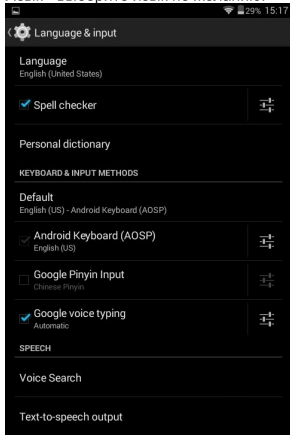 29% 15:17
Language & input
Language
English (United States)
Spell checker
Personal dictionary
KEYBOARD & INPUT METHODS
Default
English (US) - Android Keyboard (AOSP)
Android Keyboard (AOSP)
English (US)
Google Pinyin Input
Chinese Pinyin
Google voice typing
Automatic
SPEECH
Voice Search
Text-to-speech output